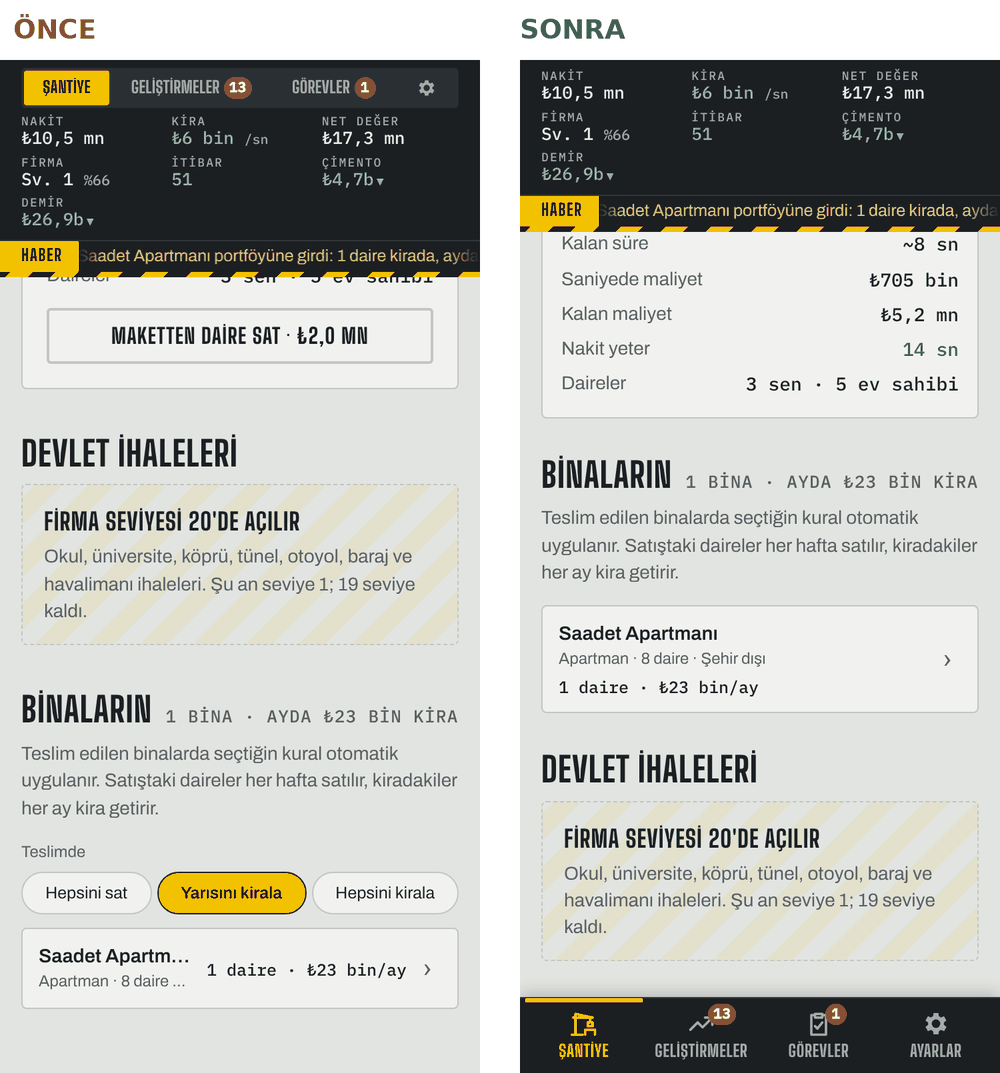 ÖNCE
ŞANTİYE GELİŞTİRMELER 13 GÖREVLER 1
NAKİT KİRA NET DEĞER
₺10,5 mn ₺6 bin /sn ₺17,3 mn
FİRMA İTİBAR ÇİMENTO
Sv. 1 %66 51 ₺4,7b▾
DEMİR
₺26,9b▾
HABER Saadet Apartmanı portföyüne girdi: 1 daire kirada, ayda
Daireler 3 sen · 5 ev sahibi
MAKETTEN DAİRE SAT · ₺2,0 MN
DEVLET İHALELERİ
FİRMA SEVİYESİ 20'DE AÇILIR
Okul, üniversite, köprü, tünel, otoyol, baraj ve
havalimanı ihaleleri. Şu an seviye 1; 19 seviye
kaldı.
BİNALARIN 1 BİNA · AYDA ₺23 BİN KİRA
Teslim edilen binalarda seçtiğin kural otomatik
uygulanır. Satıştaki daireler her hafta satılır, kiradakiler
her ay kira getirir.
Teslimde
Hepsini sat Yarısını kirala Hepsini kirala
Saadet Apartm... 1 daire · ₺23 bin/ay ›
Apartman · 8 daire ...
SONRA
NAKİT KİRA NET DEĞER
₺10,5 mn ₺6 bin /sn ₺17,3 mn
FİRMA İTİBAR ÇİMENTO
Sv. 1 %66 51 ₺4,7b▾
DEMİR
₺26,9b▾
HABER Saadet Apartmanı portföyüne girdi: 1 daire kirada, ayda
Kalan süre ~8 sn
Saniyede maliyet ₺705 bin
Kalan maliyet ₺5,2 mn
Nakit yeter 14 sn
Daireler 3 sen · 5 ev sahibi
BİNALARIN 1 BİNA · AYDA ₺23 BİN KİRA
Teslim edilen binalarda seçtiğin kural otomatik
uygulanır. Satıştaki daireler her hafta satılır, kiradakiler
her ay kira getirir.
Saadet Apartmanı
Apartman · 8 daire · Şehir dışı ›
1 daire · ₺23 bin/ay
DEVLET İHALELERİ
FİRMA SEVİYESİ 20'DE AÇILIR
Okul, üniversite, köprü, tünel, otoyol, baraj ve
havalimanı ihaleleri. Şu an seviye 1; 19 seviye
kaldı.
13 1
ŞANTİYE GELİŞTİRMELER GÖREVLER AYARLAR